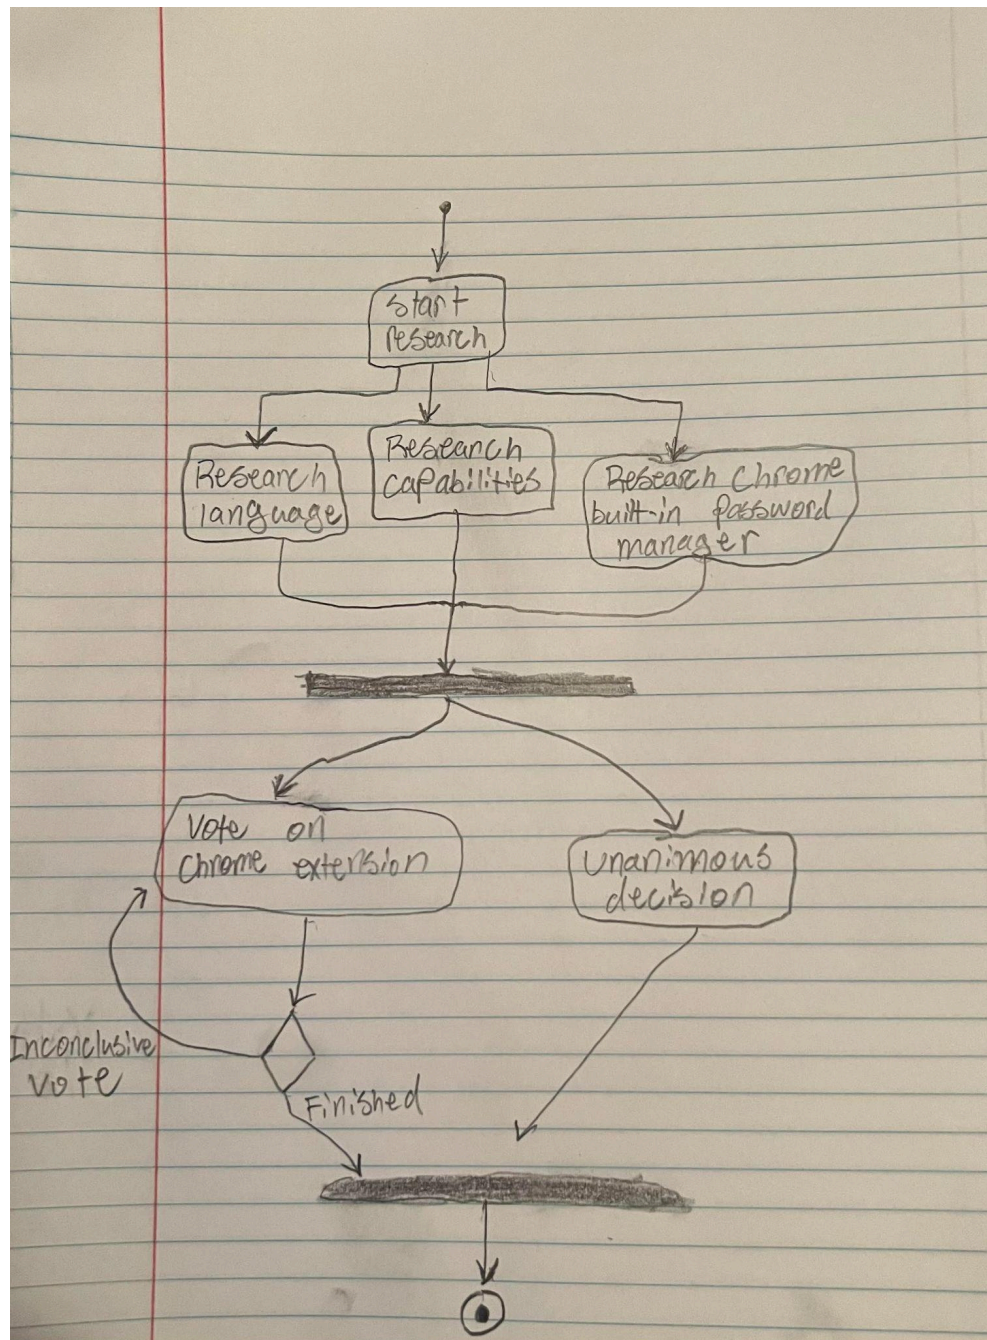 Start
research
Research
language
Research
capabilities
Research Chrome
built-in password
manager
Vote on
Chrome extension
Unanimous
decision
Inconclusive
vote
Finished